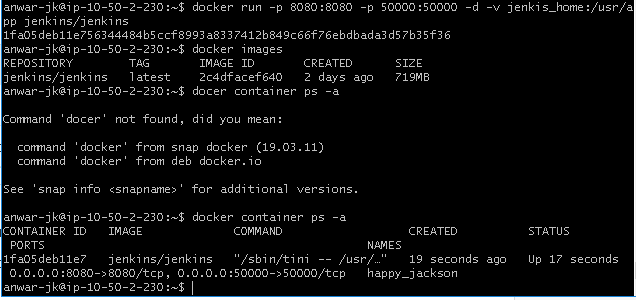 anwar-jk@ip-10-50-2-230:~$ docker run -p 8080:8080 -p 50000:50000 -d -v jenkis_home:/usr/a
pp jenkins/jenkins
1fa05deb11e756344484b5ccf8993a8337412b849c66f76ebdbada3d57b35f36
anwar-jk@ip-10-50-2-230:~$ docker images
REPOSITORY TAG IMAGE ID CREATED SIZE
jenkins/jenkins latest 2c4dfacef640 2 days ago 719MB
anwar-jk@ip-10-50-2-230:~$ docer container ps -a
Command 'docer' not found, did you mean:
command 'docker' from snap docker (19.03.11)
command 'docker' from deb docker.io
See 'snap info <snapname>' for additional versions.
anwar-jk@ip-10-50-2-230:~$ docker container ps -a
CONTAINER ID IMAGE COMMAND CREATED STATUS
PORTS NAMES
1fa05deb11e7 jenkins/jenkins "/sbin/tini -- /usr/…" 19 seconds ago Up 17 seconds
0.0.0.0:8080->8080/tcp, 0.0.0.0:50000->50000/tcp happy_jackson
anwar-jk@ip-10-50-2-230:~$